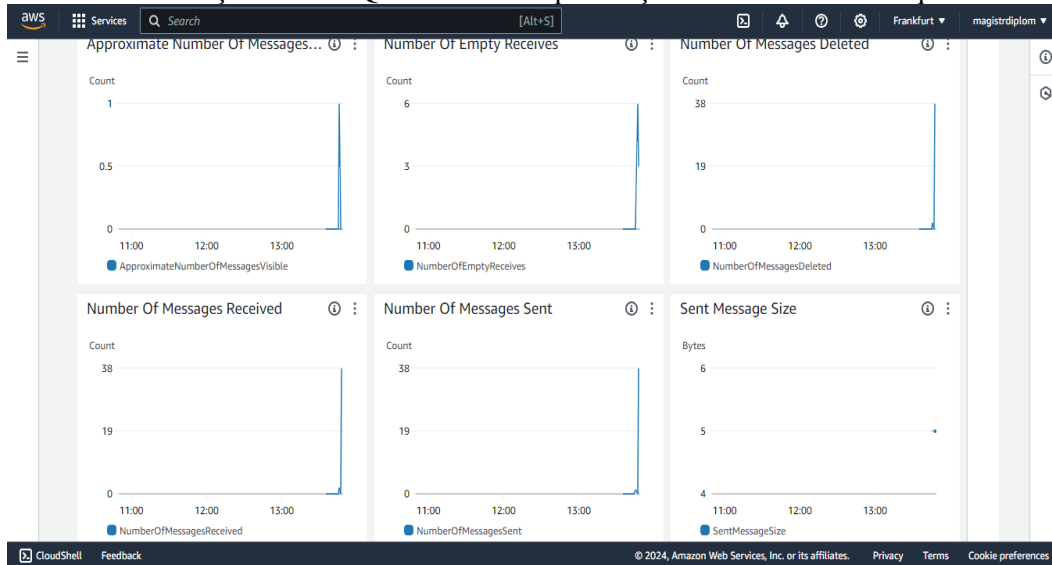 aws Services Search [Alt+S] Frankfurt ▼ magistrdiplom ▼
Approximate Number Of Messages...
Count
1
0.5
0
11:00 12:00 13:00
ApproximateNumberOfMessagesVisible
Number Of Empty Receives
Count
6
3
0
11:00 12:00 13:00
NumberOfEmptyReceives
Number Of Messages Deleted
Count
38
19
0
11:00 12:00 13:00
NumberOfMessagesDeleted
Number Of Messages Received
Count
38
19
0
11:00 12:00 13:00
NumberOfMessagesReceived
Number Of Messages Sent
Count
38
19
0
11:00 12:00 13:00
NumberOfMessagesSent
Sent Message Size
Bytes
6
5
4
11:00 12:00 13:00
SentMessageSize
CloudShell Feedback © 2024, Amazon Web Services, Inc. or its affiliates. Privacy Terms Cookie preferences